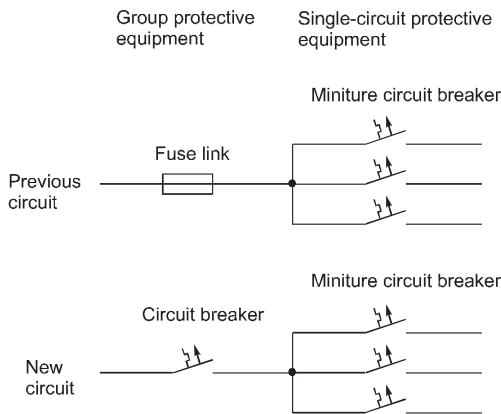 Group protective
equipment
Single-circuit protective
equipment
Miniture circuit breaker
Fuse link
Previous
circuit
Miniture circuit breaker
Circuit breaker
New
circuit